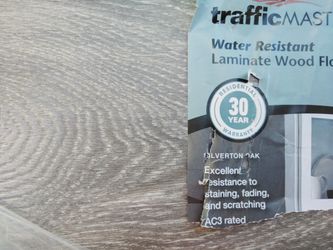 trafficMAST
Water Resistant
Laminate Wood Flo
RESIDENTIAL
30
YEAR
WARRANTY
ILVERTON OAK
Excellent
resistance to
staining, fading,
and scratching
AC3 rated